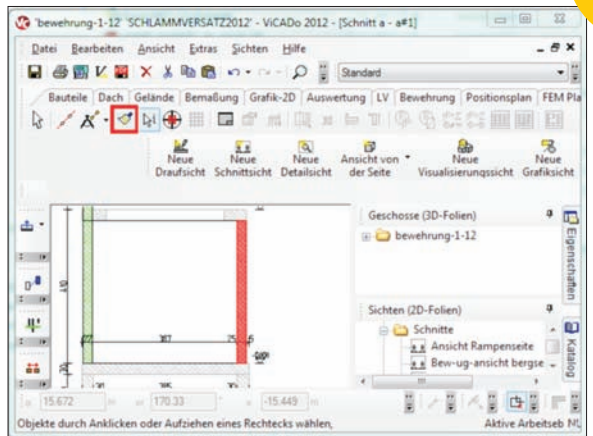 'bewehrung-1-12 'SCHLAMMVERSATZ2012' - ViCADo 2012 - [Schnitt a - a#1]
Datei Bearbeiten Ansicht Extras Sichten Hilfe
Standard
Bauteile Dach Gelände Bemaßung Grafik-2D Auswertung LV Bewehrung Positionsplan FEM Pla
Neue Draufsicht
Neue Schnittsicht
Neue Detailsicht
Ansicht von der Seite
Neue Visualisierungssicht
Neue Grafiksicht
Geschosse (3D-Folien)
bewehrung-1-12
Eigenschaften
Sichten (2D-Folien)
Schnitte
Ansicht Rampenseite
Bew-ug-ansicht bergse
Katalog
367
15.672 m
170.33 °
-15.449 m
Objekte durch Anklicken oder Aufziehen eines Rechtecks wählen,
Aktive Arbeitseb